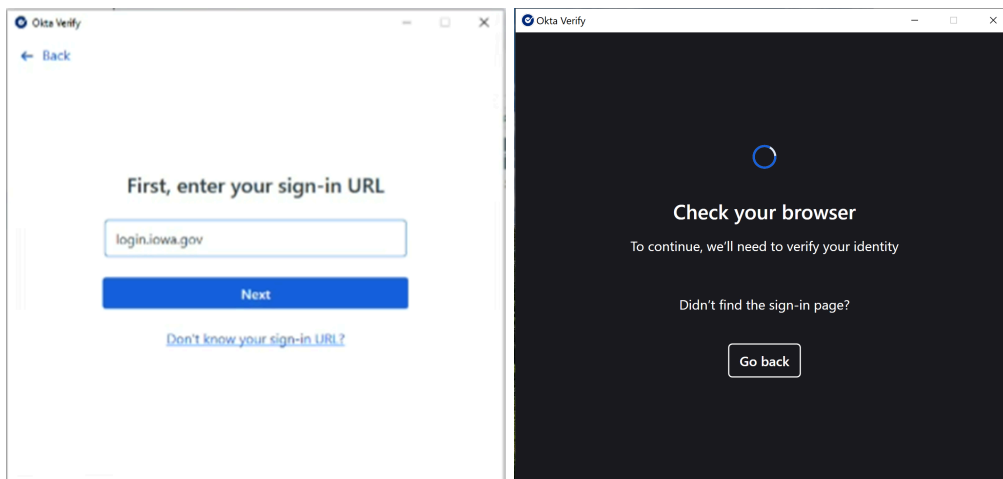 Okta Verify
Back
First, enter your sign-in URL
login.iowa.gov
Next
Don't know your sign-in URL?
Okta Verify
Check your browser
To continue, we'll need to verify your identity
Didn't find the sign-in page?
Go back